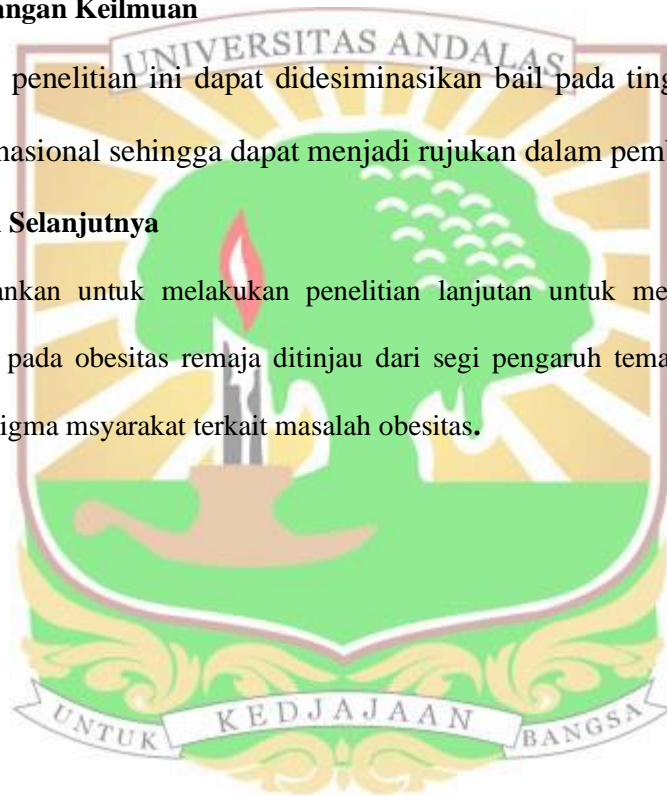 angan Keilmuan
UNIVERSITAS ANDALAS
penelitian ini dapat didesiminasikan bail pada ting
nasional sehingga dapat menjadi rujukan dalam pemb
Selanjutnya
ankan untuk melakukan penelitian lanjutan untuk me
pada obesitas remaja ditinjau dari segi pengaruh tema
igma msyarakat terkait masalah obesitas.
UNTUK KEDJAJAAN BANGSA